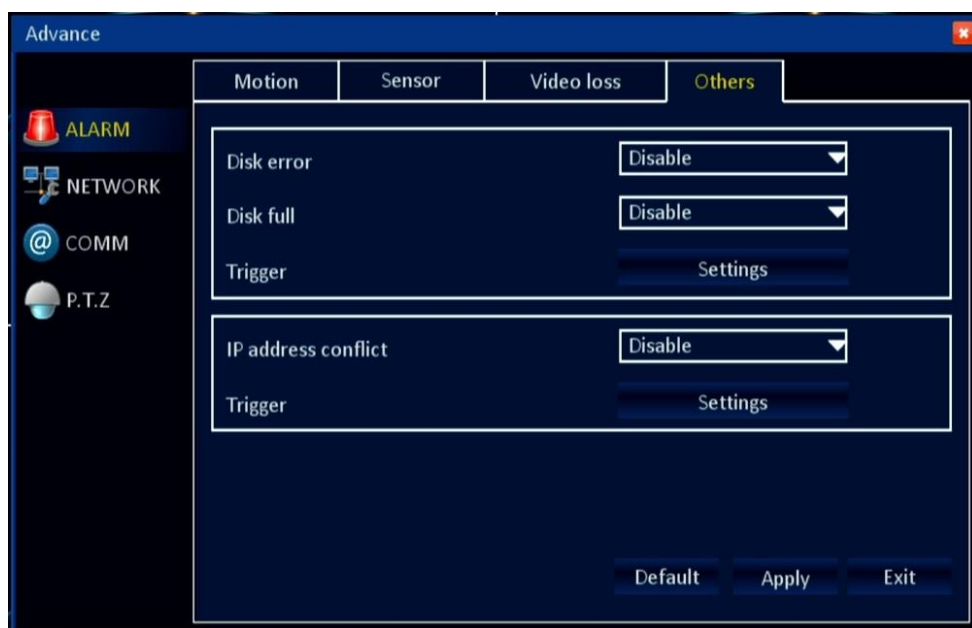 Advance
Motion Sensor Video loss Others
ALARM
NETWORK
COMM
P.T.Z
Disk error Disable
Disk full Disable
Trigger Settings
IP address conflict Disable
Trigger Settings
Default Apply Exit